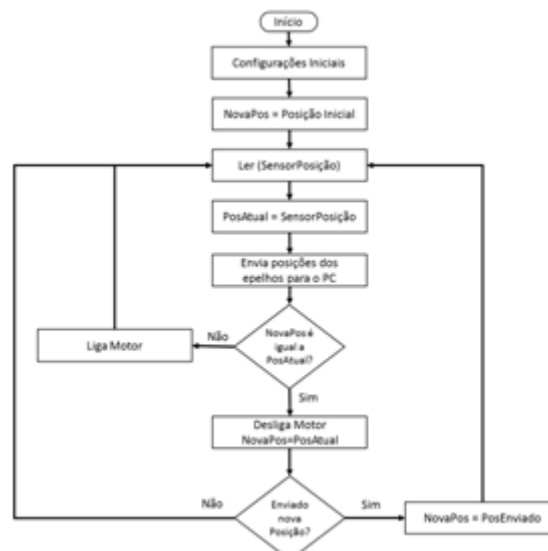 Início
Configurações Iniciais
NovaPos = Posição Inicial
Ler (SensorPosição)
PosAtual = SensorPosição
Envia posições dos
epelhos para o PC
NovaPos é
igual a
PosAtual?
Não
Liga Motor
Sim
Desliga Motor
NovaPos=PosAtual
Enviado
nova
Posição?
Não
Sim
NovaPos = PosEnviado